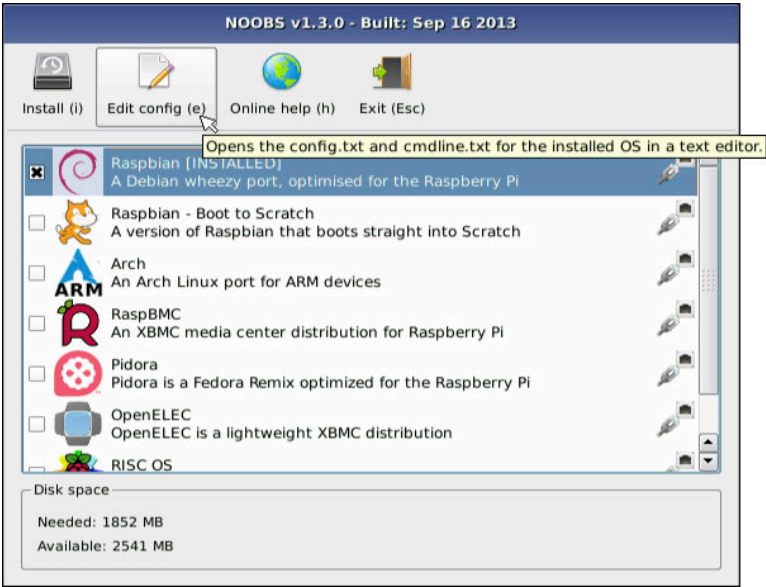 NOOBS v1.3.0 - Built: Sep 16 2013
Install (i)
Edit config (e)
Online help (h)
Exit (Esc)
Opens the config.txt and cmdline.txt for the installed OS in a text editor.
Raspbian [INSTALLED]
A Debian wheezy port, optimised for the Raspberry Pi
Raspbian - Boot to Scratch
A version of Raspbian that boots straight into Scratch
ARM
Arch
An Arch Linux port for ARM devices
RaspBMC
An XBMC media center distribution for Raspberry Pi
Pidora
Pidora is a Fedora Remix optimized for the Raspberry Pi
OpenELEC
OpenELEC is a lightweight XBMC distribution
RISC OS
Disk space
Needed: 1852 MB
Available: 2541 MB